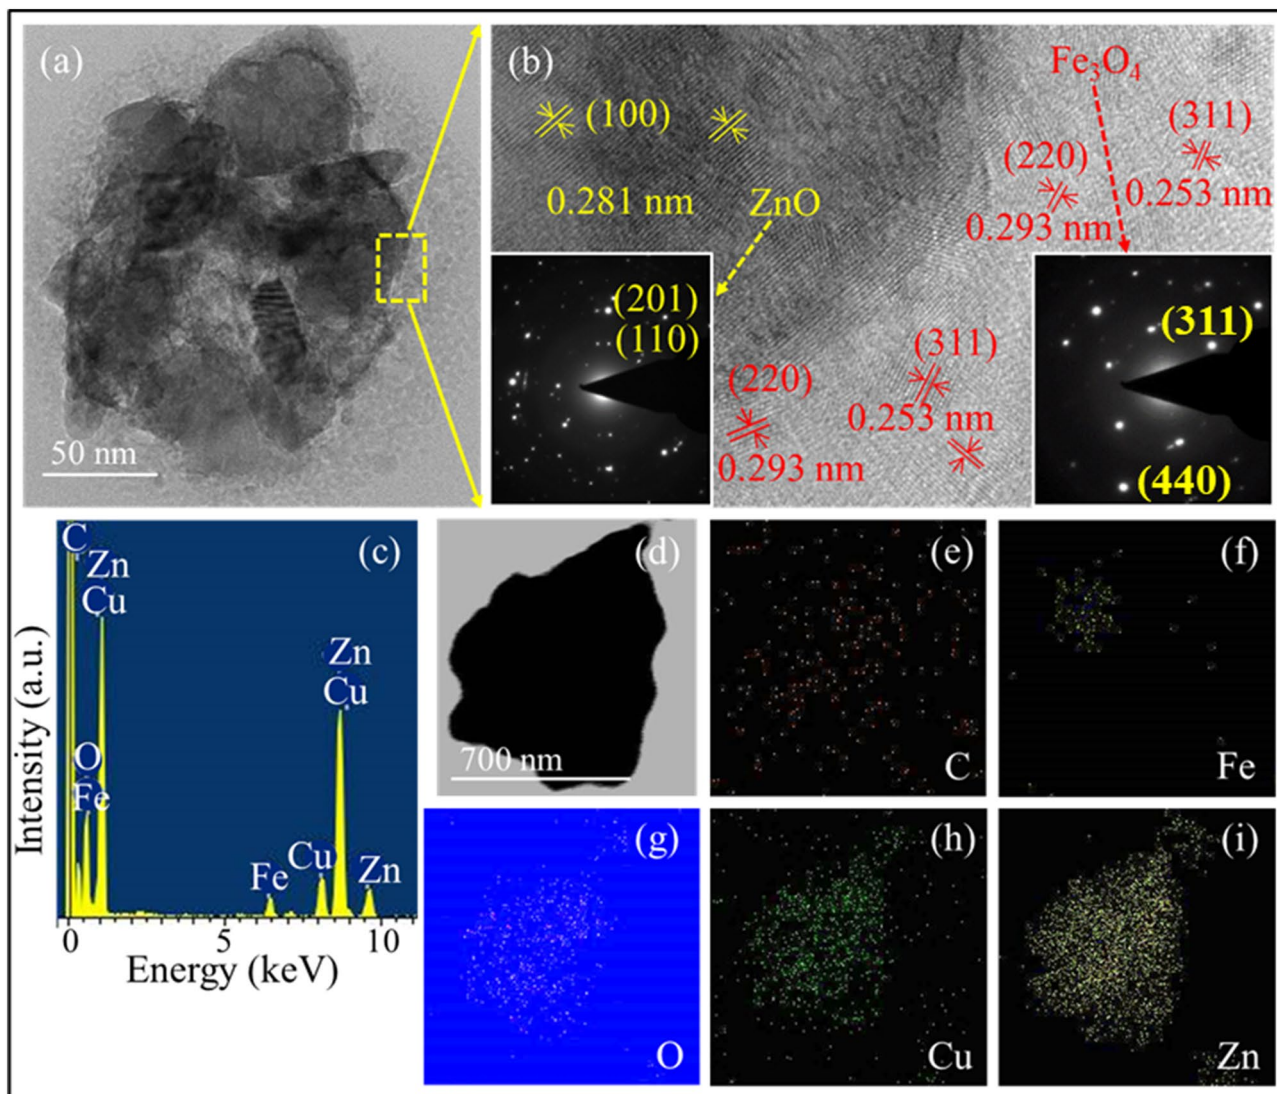 (a)
50 nm
(b)
(100)
0.281 nm
ZnO
Fe₃O₄
(311)
(220)
0.253 nm
0.293 nm
(201)
(110)
(311)
(220)
0.253 nm
0.293 nm
(311)
(440)
(c)
C
Zn
Cu
O
Fe
Zn
Cu
Fe
Cu
Zn
Intensity (a.u.)
0 5 10
Energy (keV)
(d)
700 nm
(e)
C
(f)
Fe
(g)
O
(h)
Cu
(i)
Zn